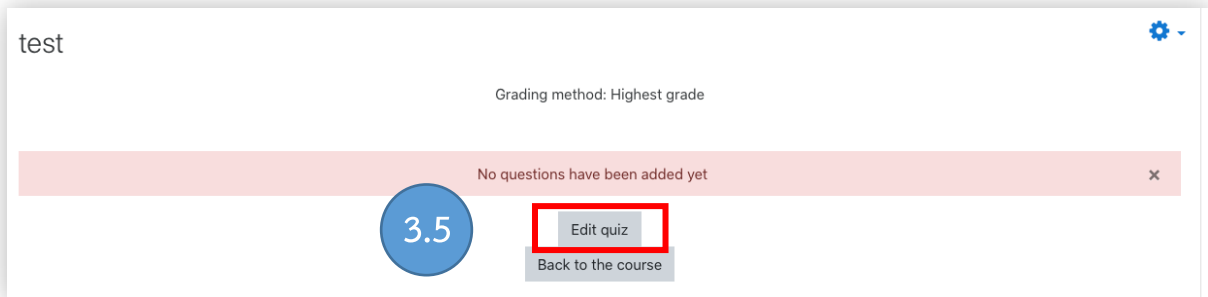 test
Grading method: Highest grade
No questions have been added yet ×
3.5
Edit quiz
Back to the course